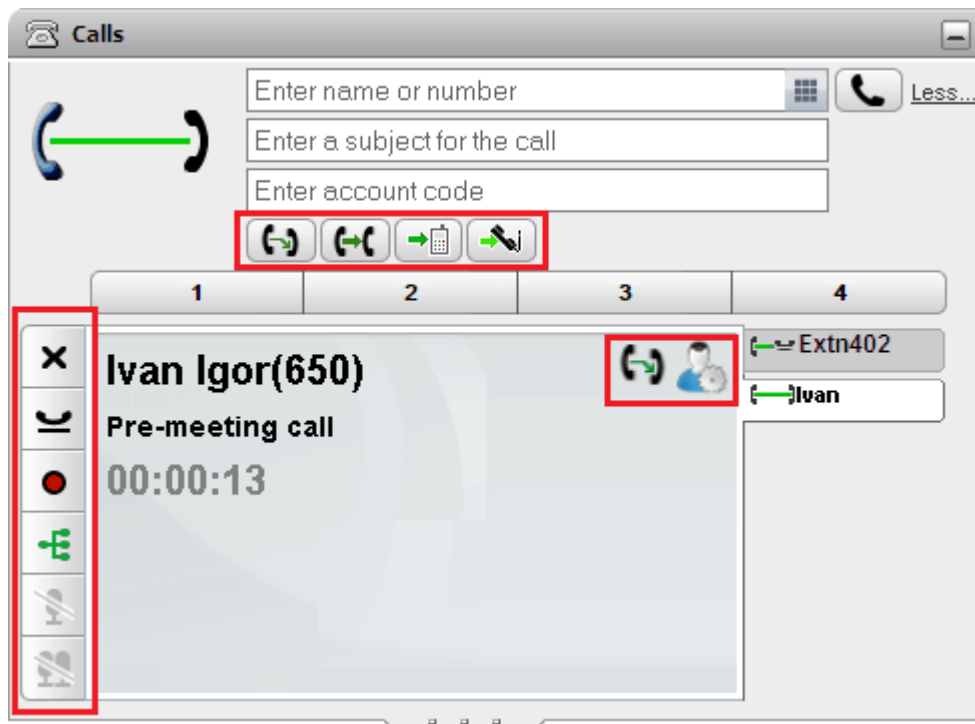 Calls
Enter name or number
Less...
Enter a subject for the call
Enter account code
1 2 3 4
Ivan Igor(650)
Pre-meeting call
00:00:13
Extn402
Ivan